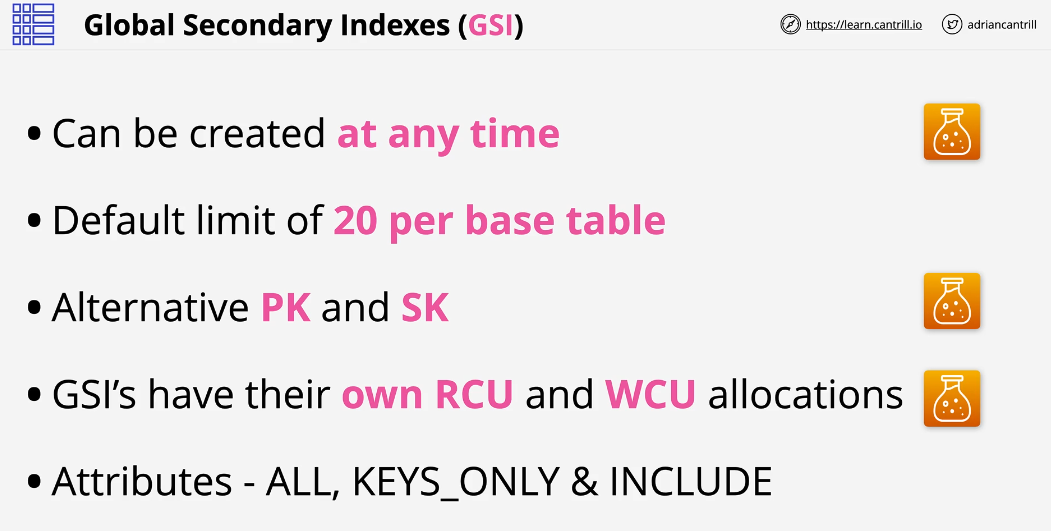 Global Secondary Indexes (GSI)
https://learn.cantrill.io
adriancantrill
• Can be created at any time
• Default limit of 20 per base table
• Alternative PK and SK
• GSI’s have their own RCU and WCU allocations
• Attributes - ALL, KEYS_ONLY & INCLUDE